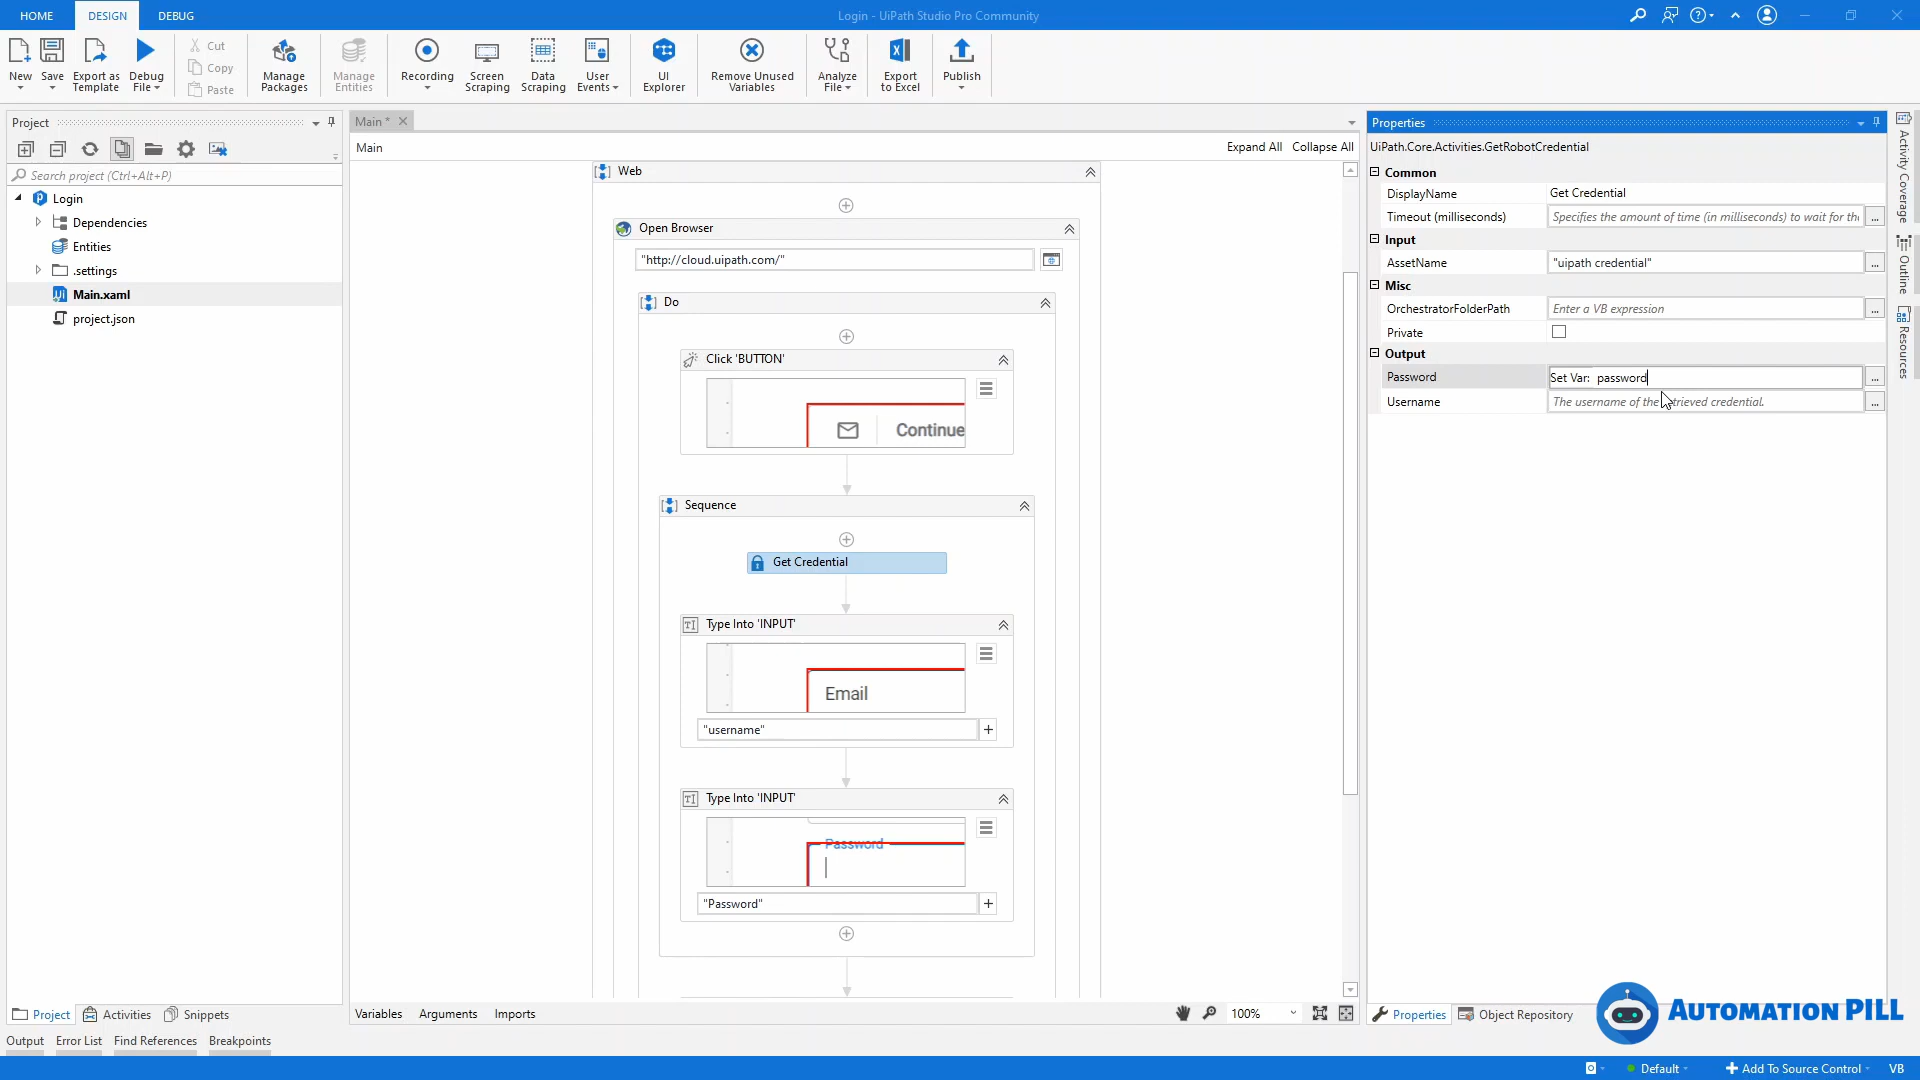 HOME DESIGN DEBUG
Login - UiPath Studio Pro Community
New
Save
Export as Template
Debug File
Cut
Copy
Paste
Manage Packages
Manage Entities
Recording
Screen Scraping
Data Scraping
User Events
UI Explorer
Remove Unused Variables
Analyze File
Export to Excel
Publish
Project
Search project (Ctrl+Alt+P)
Login
Dependencies
Entities
.settings
Main.xaml
project.json
Main *
Main
Expand All Collapse All
Web
Open Browser
"http://cloud.uipath.com/"
Do
Click 'BUTTON'
Continue
Sequence
Get Credential
Type Into 'INPUT'
Email
"username"
Type Into 'INPUT'
Password
"Password"
Properties
UiPath.Core.Activities.GetRobotCredential
Common
DisplayName Get Credential
Timeout (milliseconds) Specifies the amount of time (in milliseconds) to wait for the
Input
AssetName "uipath credential"
Misc
OrchestratorFolderPath Enter a VB expression
Private
Output
Password Set Var: password
Username The username of the retrieved credential.
Activity Coverage
Outline
Resources
Project Activities Snippets
Variables Arguments Imports
100%
Properties Object Repository
AUTOMATION PILL
Output Error List Find References Breakpoints
Default Add To Source Control VB